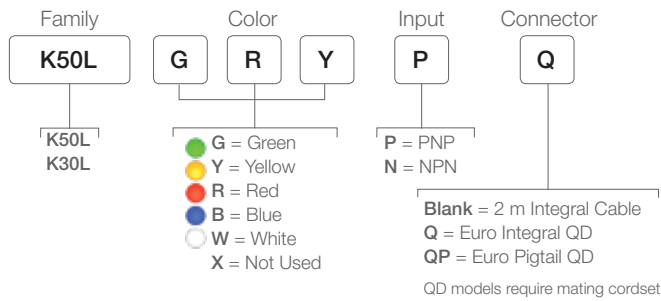 Family Color Input Connector
K50L G R Y P Q
K50L
K30L
G = Green
Y = Yellow
R = Red
B = Blue
W = White
X = Not Used
P = PNP
N = NPN
Blank = 2 m Integral Cable
Q = Euro Integral QD
QP = Euro Pigtail QD
QD models require mating cordset